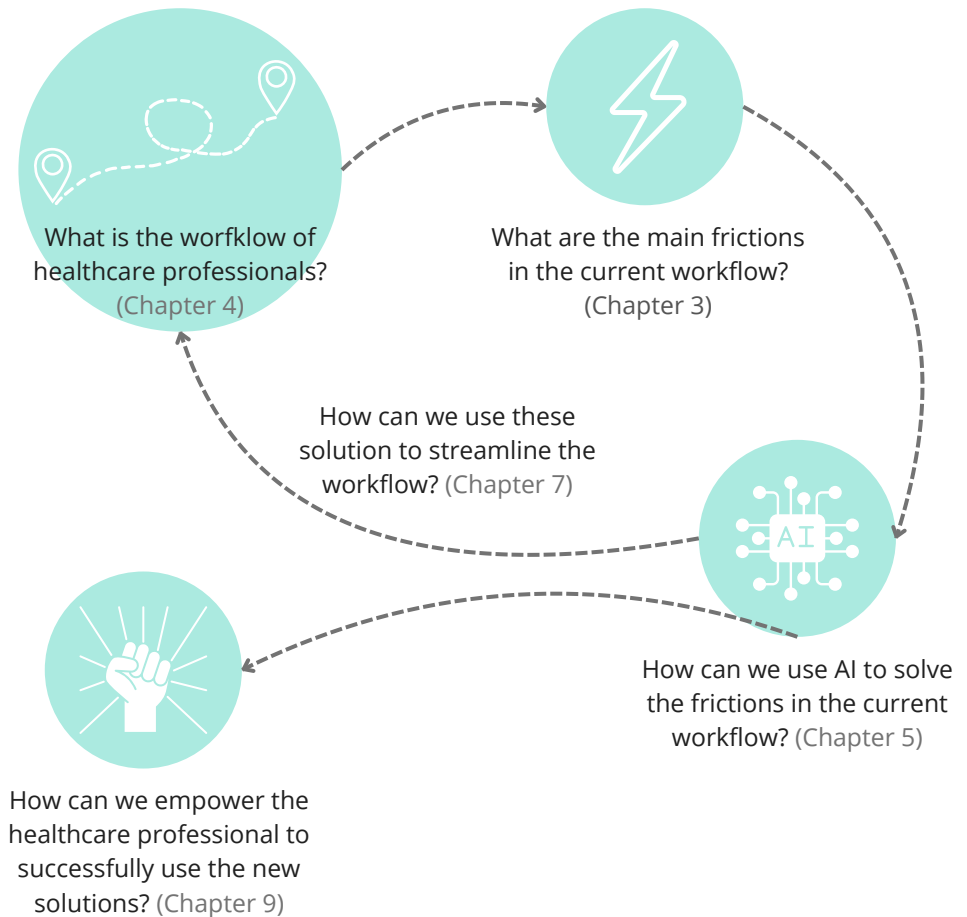 What is the worfklow of
healthcare professionals?
(Chapter 4)
What are the main frictions
in the current workflow?
(Chapter 3)
How can we use these
solution to streamline the
workflow? (Chapter 7)
AI
How can we use AI to solve
the frictions in the current
workflow? (Chapter 5)
How can we empower the
healthcare professional to
successfully use the new
solutions? (Chapter 9)